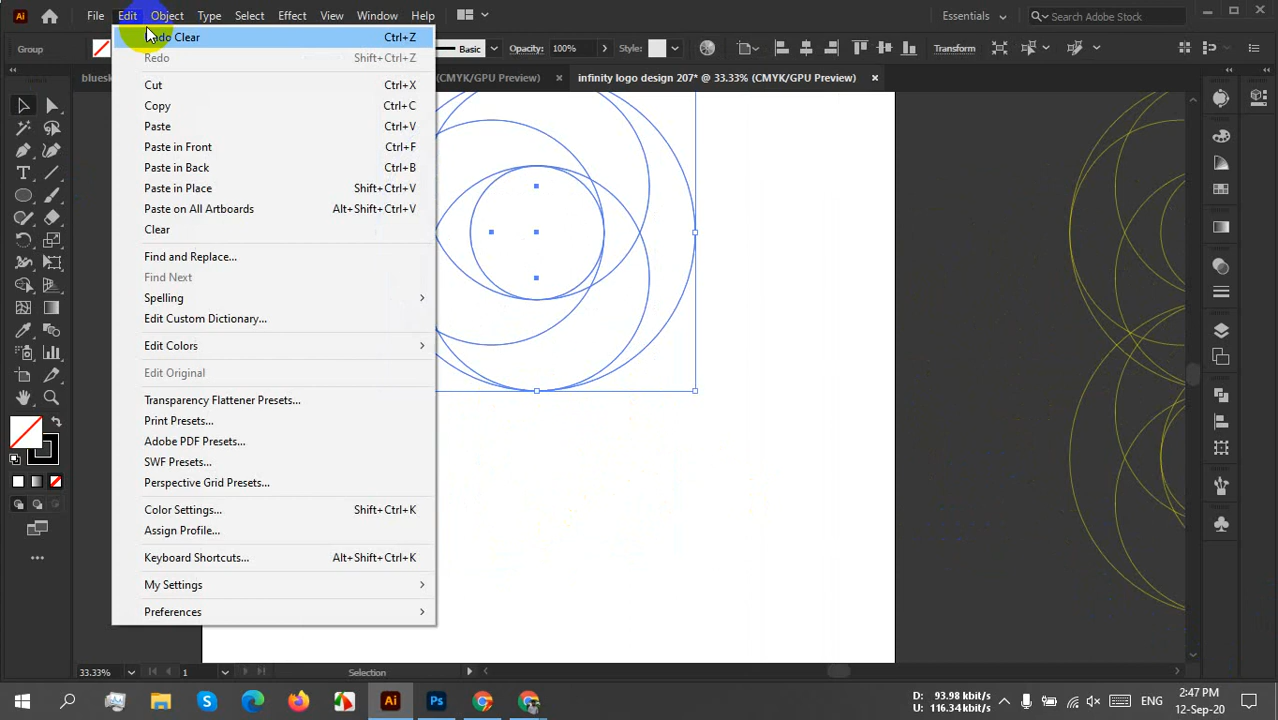 Ai File Edit Object Type Select Effect View Window Help Essentials Search Adobe Stock
Group Basic Opacity: 100% Style: Transform
(CMYK/GPU Preview) × infinity logo design 207* @ 33.33% (CMYK/GPU Preview) ×
Clear Ctrl+Z
Redo Shift+Ctrl+Z
Cut Ctrl+X
Copy Ctrl+C
Paste Ctrl+V
Paste in Front Ctrl+F
Paste in Back Ctrl+B
Paste in Place Shift+Ctrl+V
Paste on All Artboards Alt+Shift+Ctrl+V
Clear
Find and Replace...
Find Next
Spelling
Edit Custom Dictionary...
Edit Colors
Edit Original
Transparency Flattener Presets...
Print Presets...
Adobe PDF Presets...
SWF Presets...
Perspective Grid Presets...
Color Settings... Shift+Ctrl+K
Assign Profile...
Keyboard Shortcuts... Alt+Shift+Ctrl+K
My Settings
Preferences
33.33% 1 Selection
Ai Ps D: 93.98 kbit/s ENG 2:47 PM
U: 116.34 kbit/s 12-Sep-20